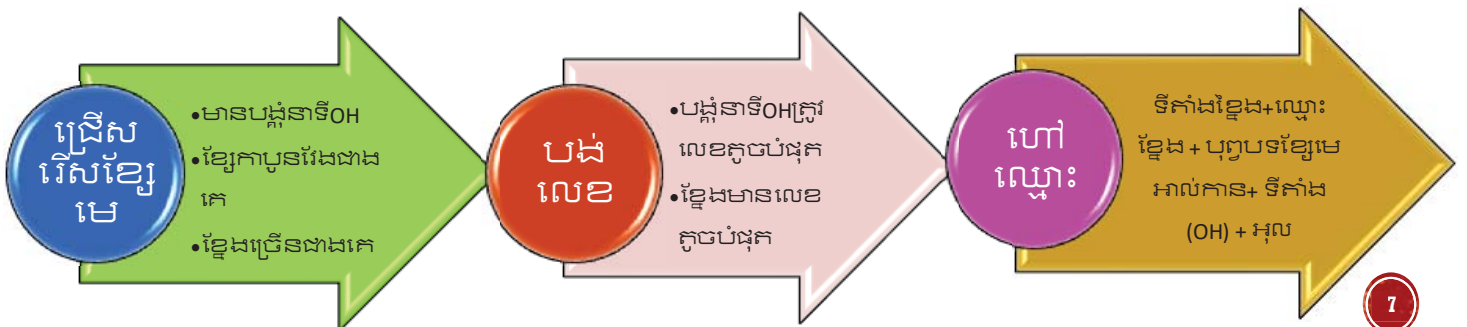 ជ្រើស
រើសខ្សែ
មេ
•មានបង្គុំនាទីOH
•ខ្សែកាបូនវែងជាង
គេ
•ខ្នែងច្រើនជាងគេ
បង់
លេខ
•បង្គុំនាទីOHត្រូវ
លេខតូចបំផុត
•ខ្នែងមានលេខ
តូចបំផុត
ហៅ
ឈ្មោះ
ទីតាំងខ្នែង+ឈ្មោះ
ខ្នែង + បុព្វបទខ្សែមេ
អាល់កាន+ ទីតាំង
(OH) + អុល
7